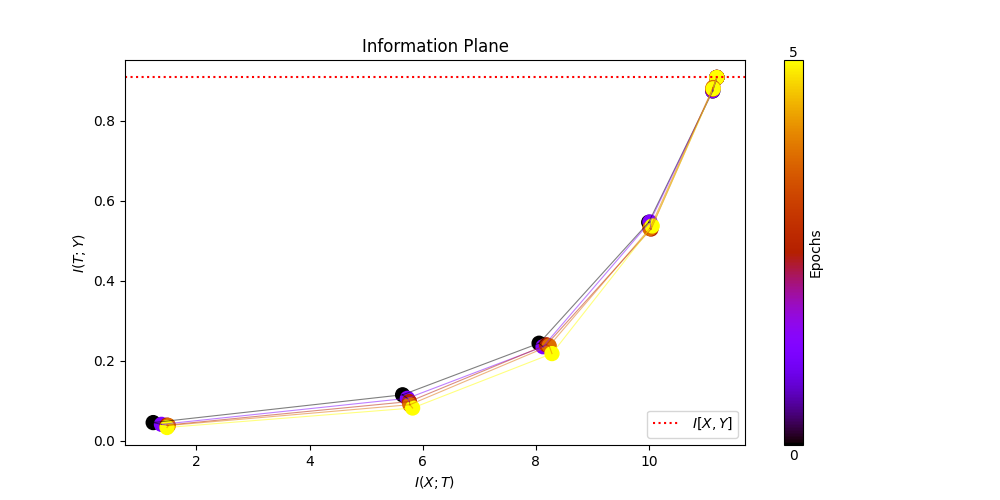 Information Plane
5
0.8
0.6
0.4
0.2
0.0
I(T; Y)
Epochs
I[X, Y]
2 4 6 8 10
0
I(X; T)